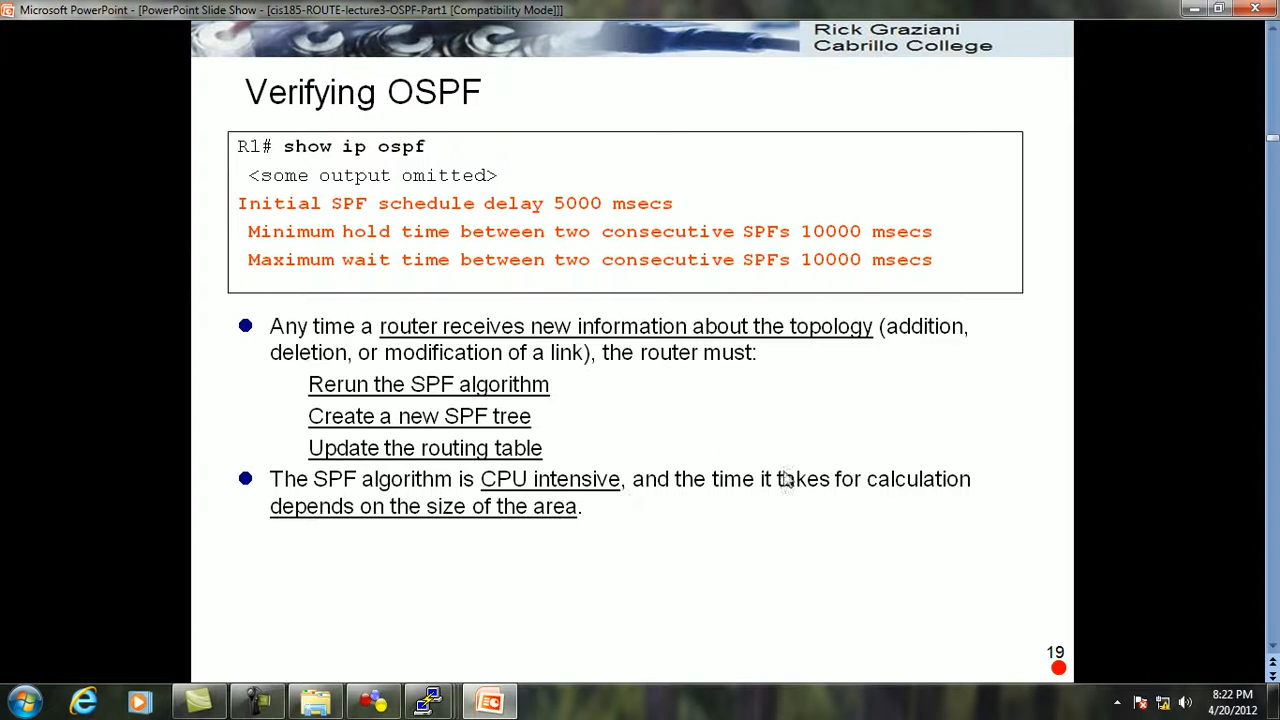 Microsoft PowerPoint - [PowerPoint Slide Show - [cis185-ROUTE-lecture3-OSPF-Part1 [Compatibility Mode]]]
Rick Graziani
Cabrillo College
Verifying OSPF
R1# show ip ospf
<some output omitted>
Initial SPF schedule delay 5000 msecs
Minimum hold time between two consecutive SPFs 10000 msecs
Maximum wait time between two consecutive SPFs 10000 msecs
Any time a router receives new information about the topology (addition,
deletion, or modification of a link), the router must:
Rerun the SPF algorithm
Create a new SPF tree
Update the routing table
The SPF algorithm is CPU intensive, and the time it takes for calculation
depends on the size of the area.
19
8:22 PM
4/20/2012